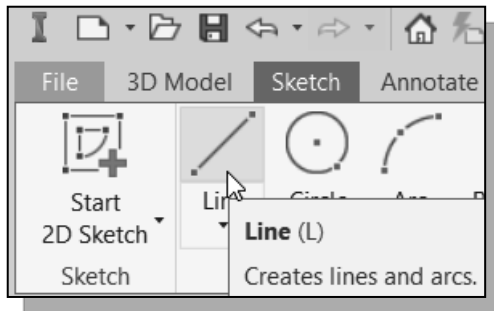 File 3D Model Sketch Annotate
Start
2D Sketch
Line (L)
Creates lines and arcs.
Sketch